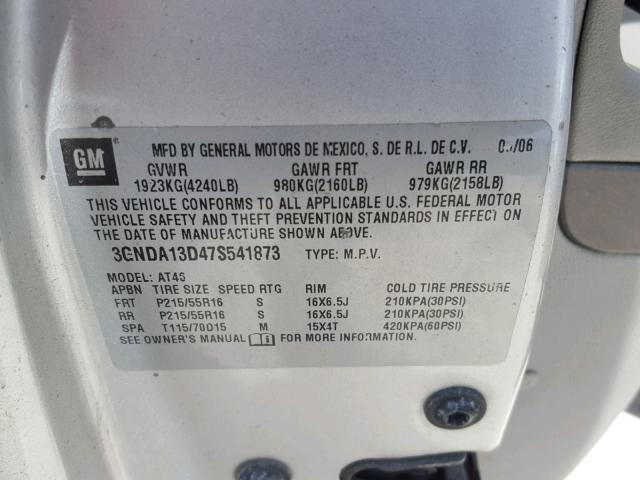 GM
MFD BY GENERAL MOTORS DE MEXICO, S. DE R.L. DE C.V. /06
GVWR GAWR FRT GAWR RR
1923KG(4240LB) 980KG(2160LB) 979KG(2158LB)
THIS VEHICLE CONFORMS TO ALL APPLICABLE U.S. FEDERAL MOTOR
VEHICLE SAFETY AND THEFT PREVENTION STANDARDS IN EFFECT ON
THE DATE OF MANUFACTURE SHOWN ABOVE.
3GNDA13D47S541873 TYPE: M.P.V.
MODEL:
APBN TIRE SIZE SPEED RTG RIM COLD TIRE PRESSURE
FRT P215/55R16 S 16X6.5J 210KPA(30PSI)
RR P215/55R16 S 16X6.5J 210KPA(30PSI)
SPA T115/70D15 M 15X4T 420KPA(60PSI)
SEE OWNER'S MANUAL FOR MORE INFORMATION.